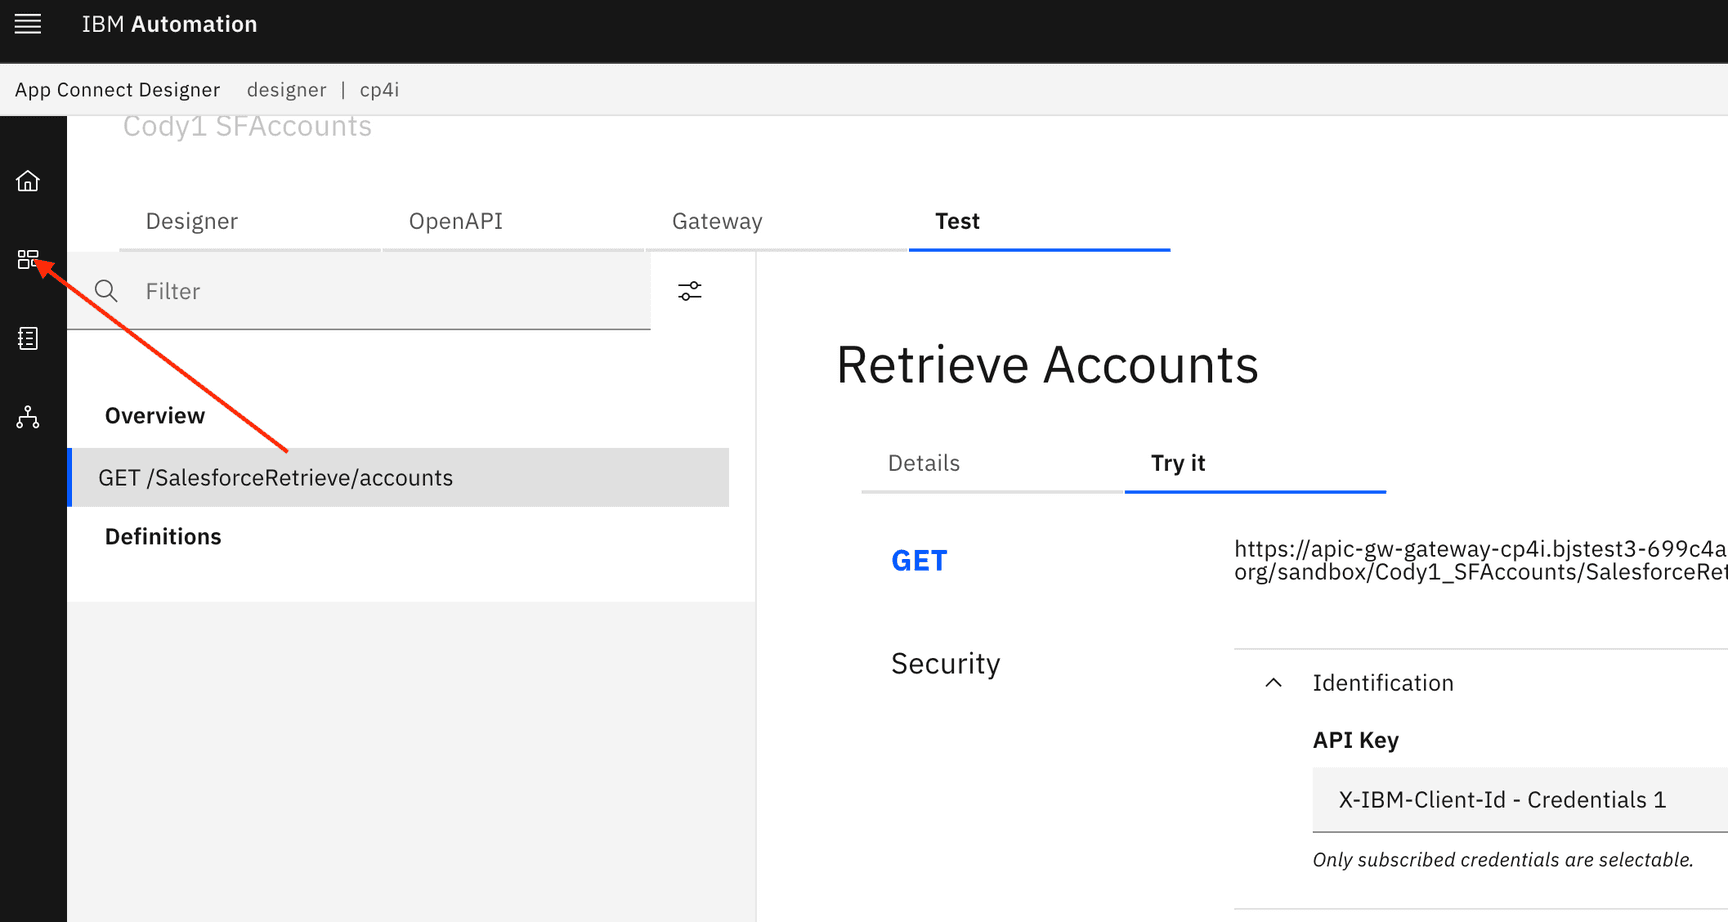 IBM Automation
App Connect Designer designer | cp4i
Cody1 SFAccounts
Designer OpenAPI Gateway Test
Filter
Retrieve Accounts
Overview
Details Try it
GET /SalesforceRetrieve/accounts
Definitions
GET
https://apic-gw-gateway-cp4i.bjstest3-699c4a
org/sandbox/Cody1_SFAccounts/SalesforceRet
Security
Identification
API Key
X-IBM-Client-Id - Credentials 1
Only subscribed credentials are selectable.